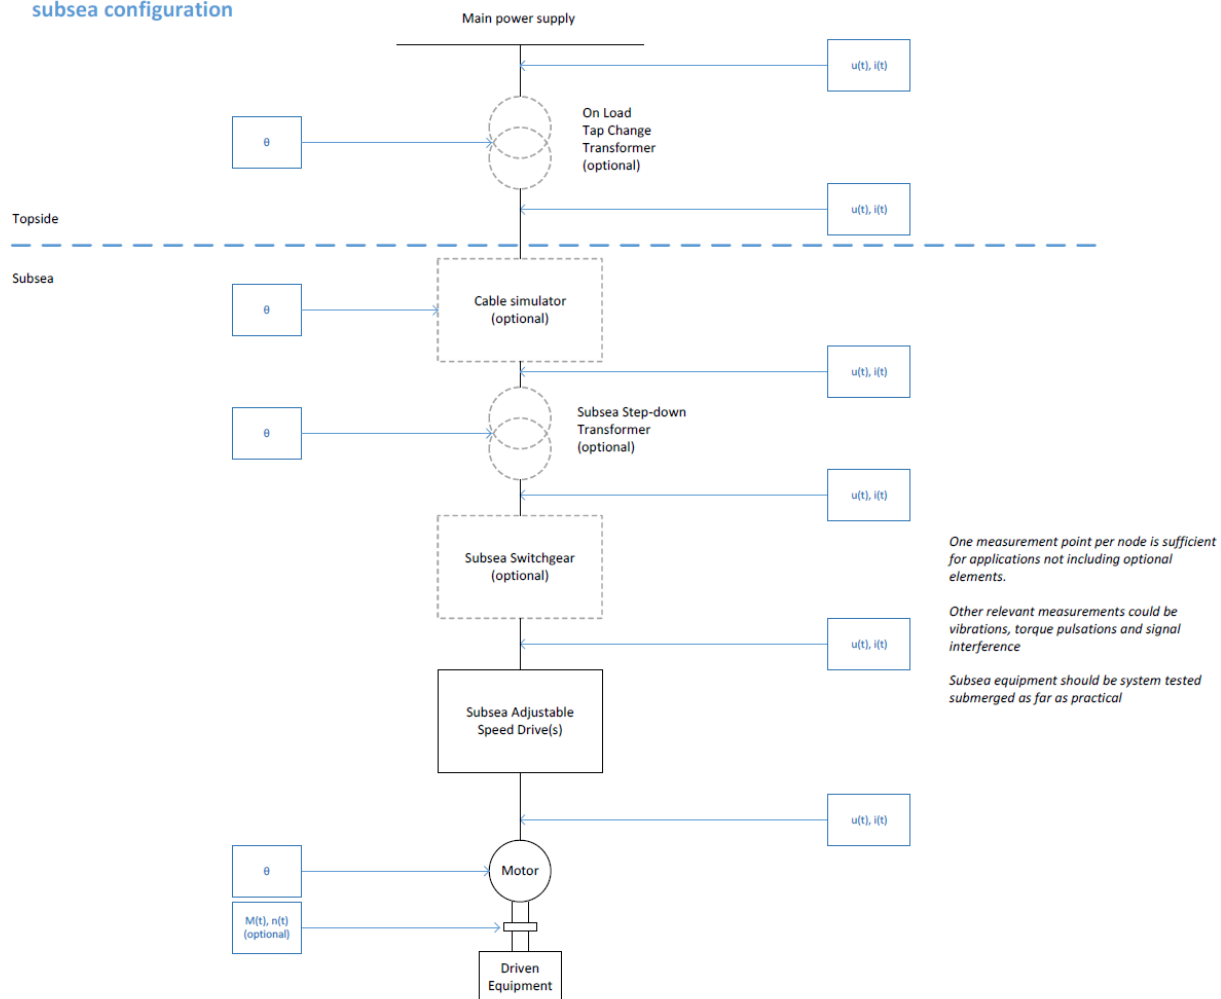 subsea configuration
Main power supply
u(t), i(t)
On Load
Tap Change
Transformer
(optional)
θ
u(t), i(t)
Topside
Subsea
θ
Cable simulator
(optional)
u(t), i(t)
θ
Subsea Step-down
Transformer
(optional)
u(t), i(t)
Subsea Switchgear
(optional)
One measurement point per node is sufficient
for applications not including optional
elements.
Other relevant measurements could be
vibrations, torque pulsations and signal
interference
Subsea equipment should be system tested
submerged as far as practical
u(t), i(t)
Subsea Adjustable
Speed Drive(s)
u(t), i(t)
θ
Motor
M(t), n(t)
(optional)
Driven
Equipment